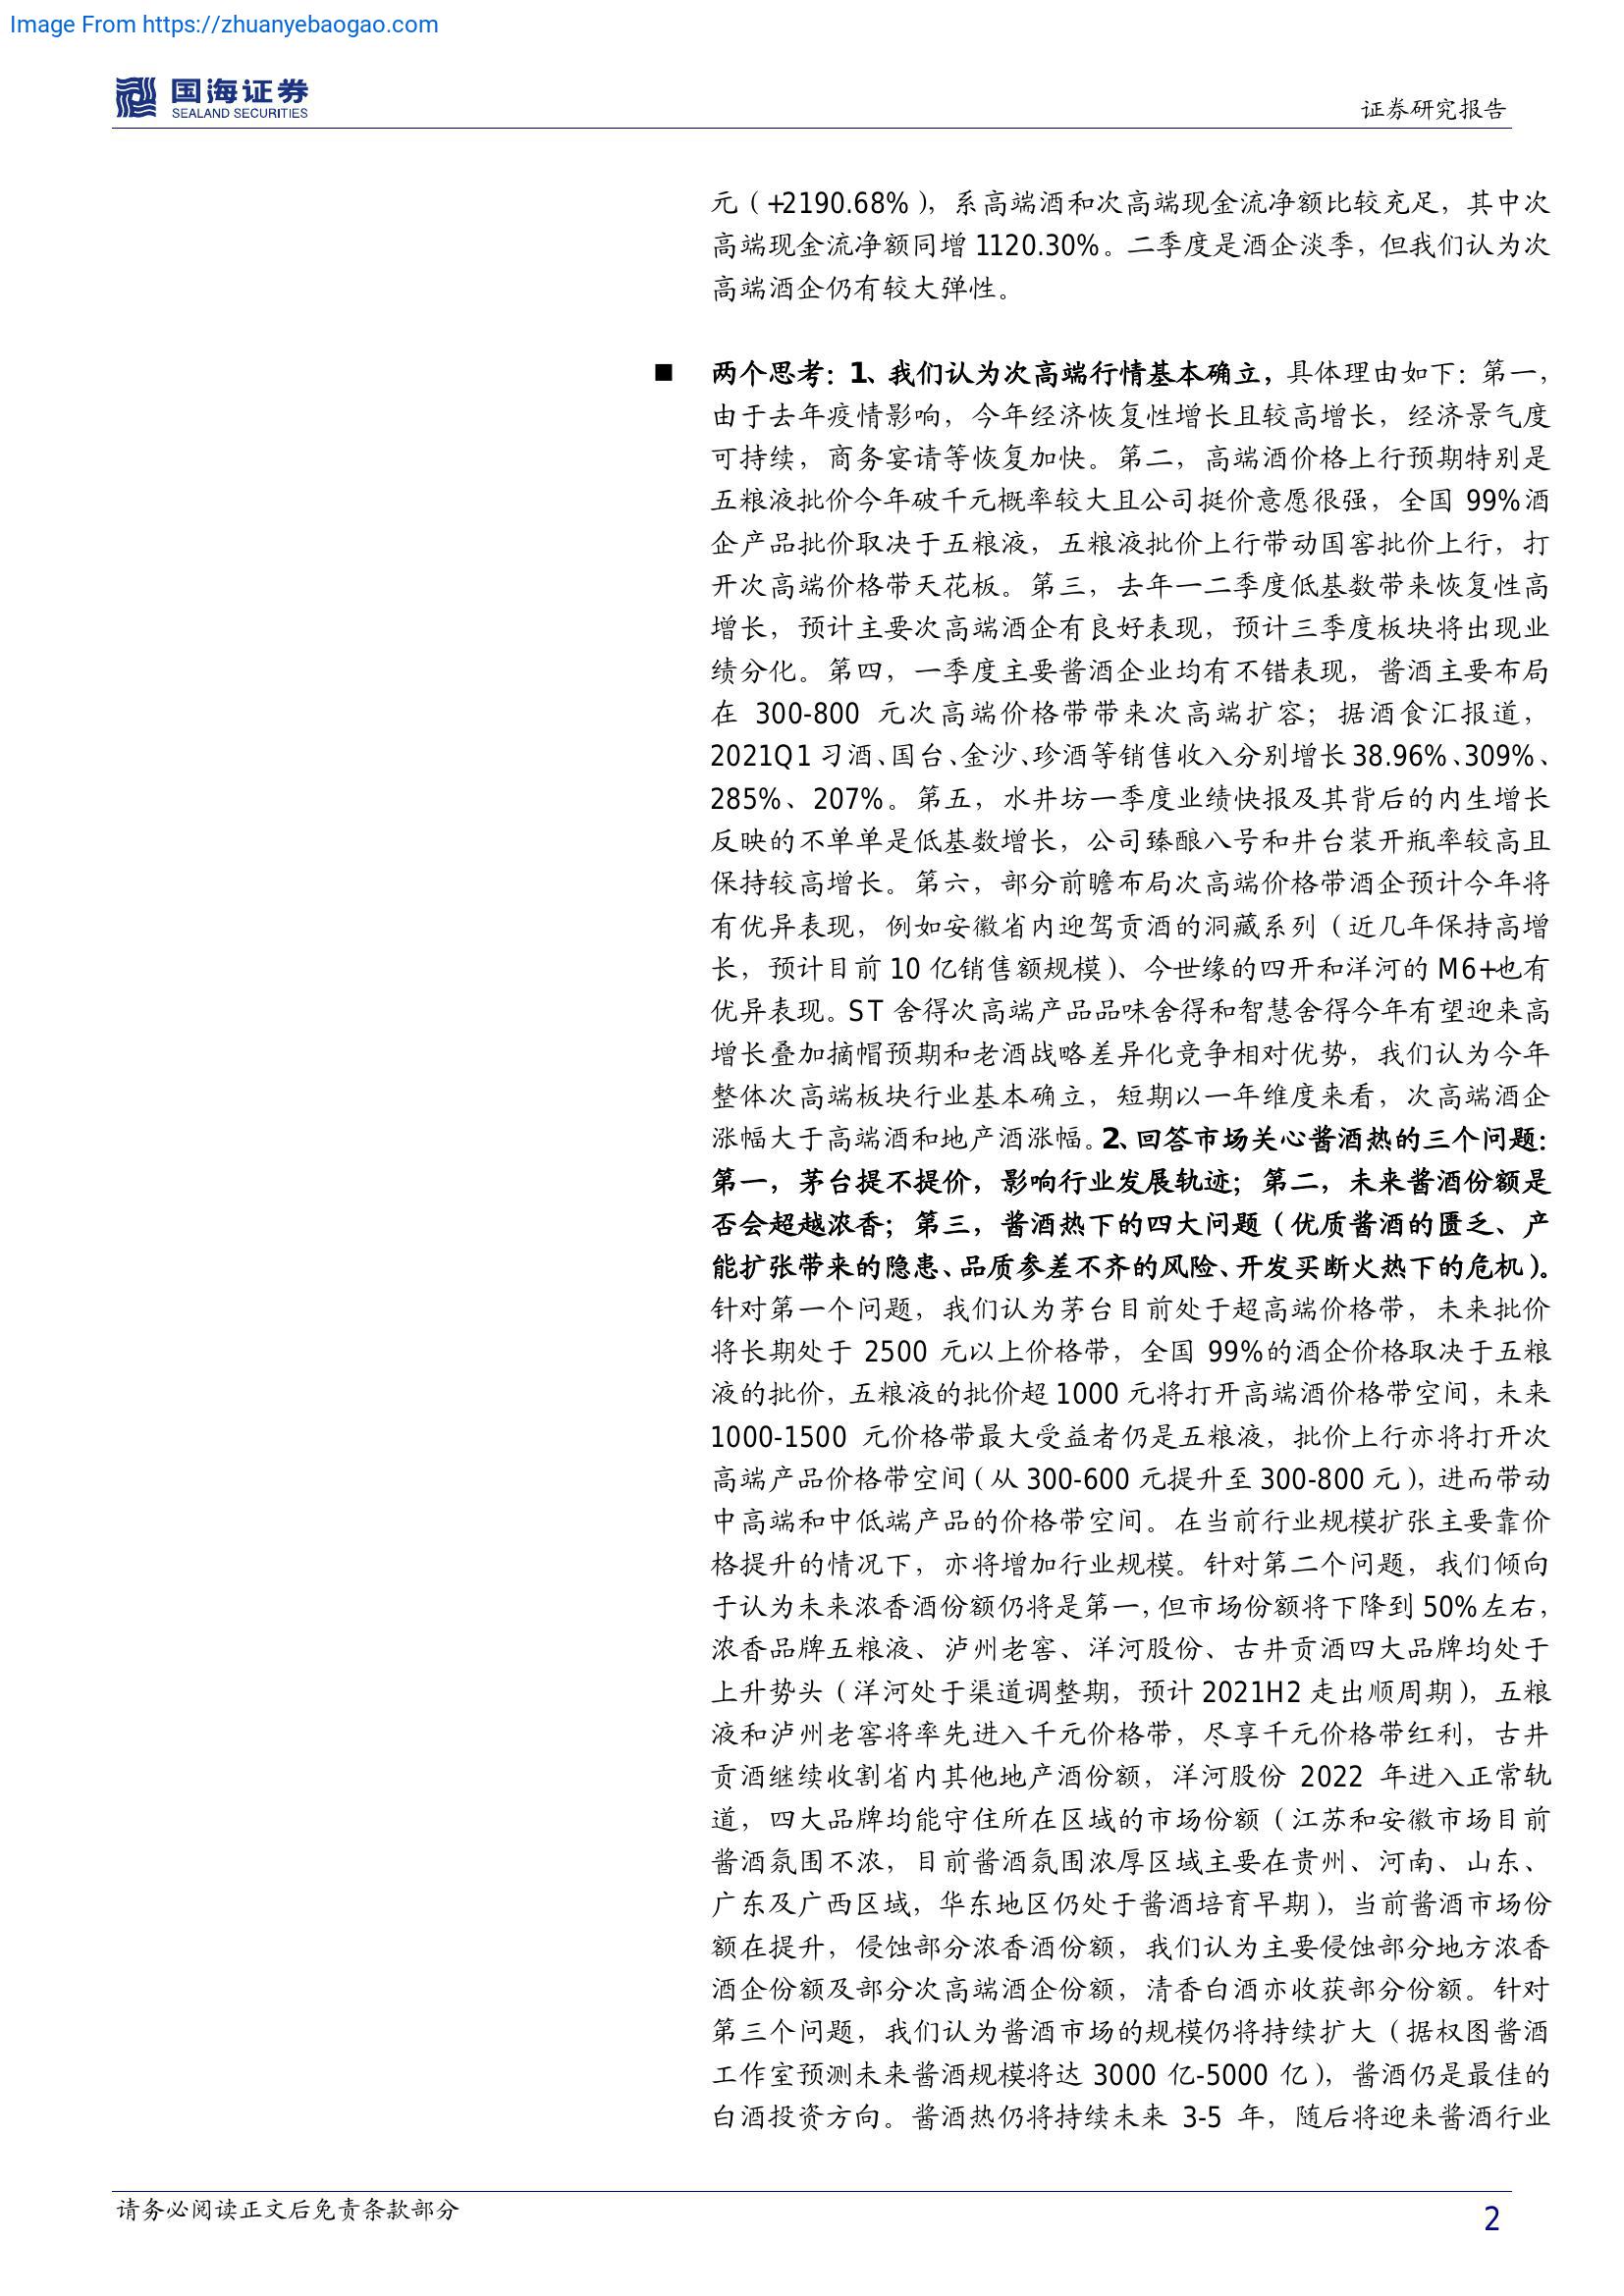 Image From https://zhuanyebaogao.com
国海证券
SEALAND SECURITIES
证券研究报告
元（+2190.68%），系高端酒和次高端现金流净额比较充足，其中次
高端现金流净额同增 1120.30%。二季度是酒企淡季，但我们认为次
高端酒企仍有较大弹性。
■ 两个思考：1、我们认为次高端行情基本确立，具体理由如下：第一，
由于去年疫情影响，今年经济恢复性增长且较高增长，经济景气度
可持续，商务宴请等恢复加快。第二，高端酒价格上行预期特别是
五粮液批价今年破千元概率较大且公司挺价意愿很强，全国 99%酒
企产品批价取决于五粮液，五粮液批价上行带动国窖批价上行，打
开次高端价格带天花板。第三，去年一二季度低基数带来恢复性高
增长，预计主要次高端酒企有良好表现，预计三季度板块将出现业
绩分化。第四，一季度主要酱酒企业均有不错表现，酱酒主要布局
在 300-800 元次高端价格带带来次高端扩容；据酒食汇报道，
2021Q1 习酒、国台、金沙、珍酒等销售收入分别增长 38.96%、309%、
285%、207%。第五，水井坊一季度业绩快报及其背后的内生增长
反映的不单单是低基数增长，公司臻酿八号和井台装开瓶率较高且
保持较高增长。第六，部分前瞻布局次高端价格带酒企预计今年将
有优异表现，例如安徽省内迎驾贡酒的洞藏系列（近几年保持高增
长，预计目前 10 亿销售额规模）、今世缘的四开和洋河的 M6+也有
优异表现。ST 舍得次高端产品品味舍得和智慧舍得今年有望迎来高
增长叠加摘帽预期和老酒战略差异化竞争相对优势，我们认为今年
整体次高端板块行业基本确立，短期以一年维度来看，次高端酒企
涨幅大于高端酒和地产酒涨幅。2、回答市场关心酱酒热的三个问题：
第一，茅台提不提价，影响行业发展轨迹；第二，未来酱酒份额是
否会超越浓香；第三，酱酒热下的四大问题（优质酱酒的匮乏、产
能扩张带来的隐患、品质参差不齐的风险、开发买断火热下的危机）。
针对第一个问题，我们认为茅台目前处于超高端价格带，未来批价
将长期处于 2500 元以上价格带，全国 99%的酒企价格取决于五粮
液的批价，五粮液的批价超 1000 元将打开高端酒价格带空间，未来
1000-1500 元价格带最大受益者仍是五粮液，批价上行亦将打开次
高端产品价格带空间（从 300-600 元提升至 300-800 元），进而带动
中高端和中低端产品的价格带空间。在当前行业规模扩张主要靠价
格提升的情况下，亦将增加行业规模。针对第二个问题，我们倾向
于认为未来浓香酒份额仍将是第一，但市场份额将下降到 50%左右，
浓香品牌五粮液、泸州老窖、洋河股份、古井贡酒四大品牌均处于
上升势头（洋河处于渠道调整期，预计 2021H2 走出顺周期），五粮
液和泸州老窖将率先进入千元价格带，尽享千元价格带红利，古井
贡酒继续收割省内其他地产酒份额，洋河股份 2022 年进入正常轨
道，四大品牌均能守住所在区域的市场份额（江苏和安徽市场目前
酱酒氛围不浓，目前酱酒氛围浓厚区域主要在贵州、河南、山东、
广东及广西区域，华东地区仍处于酱酒培育早期），当前酱酒市场份
额在提升，侵蚀部分浓香酒份额，我们认为主要侵蚀部分地方浓香
酒企份额及部分次高端酒企份额，清香白酒亦收获部分份额。针对
第三个问题，我们认为酱酒市场的规模仍将持续扩大（据权图酱酒
工作室预测未来酱酒规模将达 3000 亿-5000 亿），酱酒仍是最佳的
白酒投资方向。酱酒热仍将持续未来 3-5 年，随后将迎来酱酒行业
请务必阅读正文后免责条款部分
2